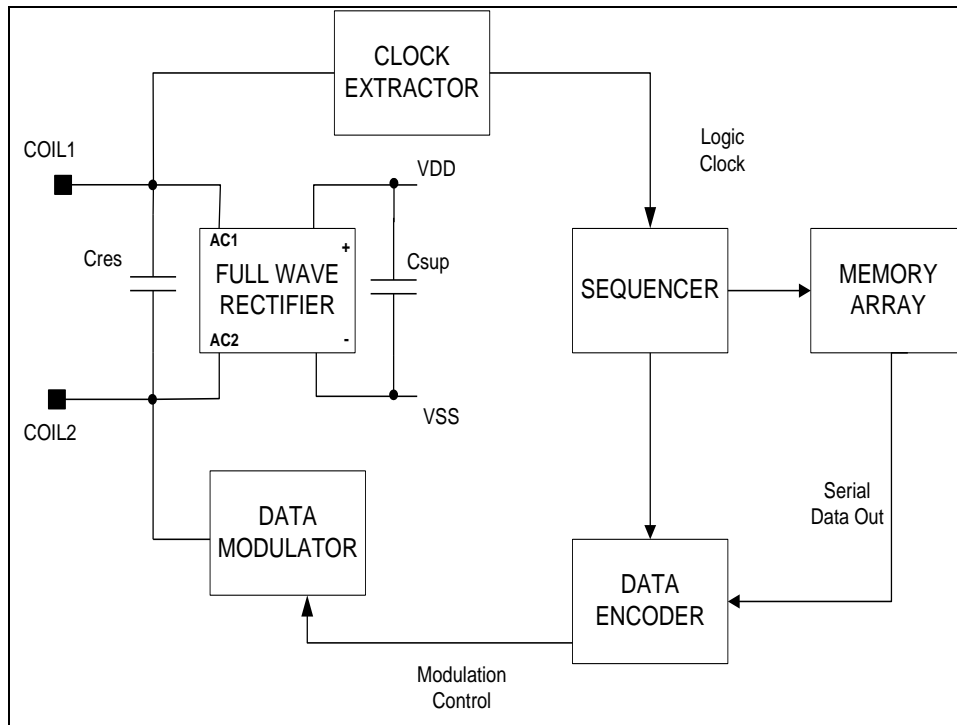 CLOCK
EXTRACTOR
Logic
Clock
COIL1
VDD
AC1
+
Cres
FULL WAVE
RECTIFIER
Csup
SEQUENCER
MEMORY
ARRAY
AC2
-
COIL2
VSS
DATA
MODULATOR
Serial
Data Out
DATA
ENCODER
Modulation
Control